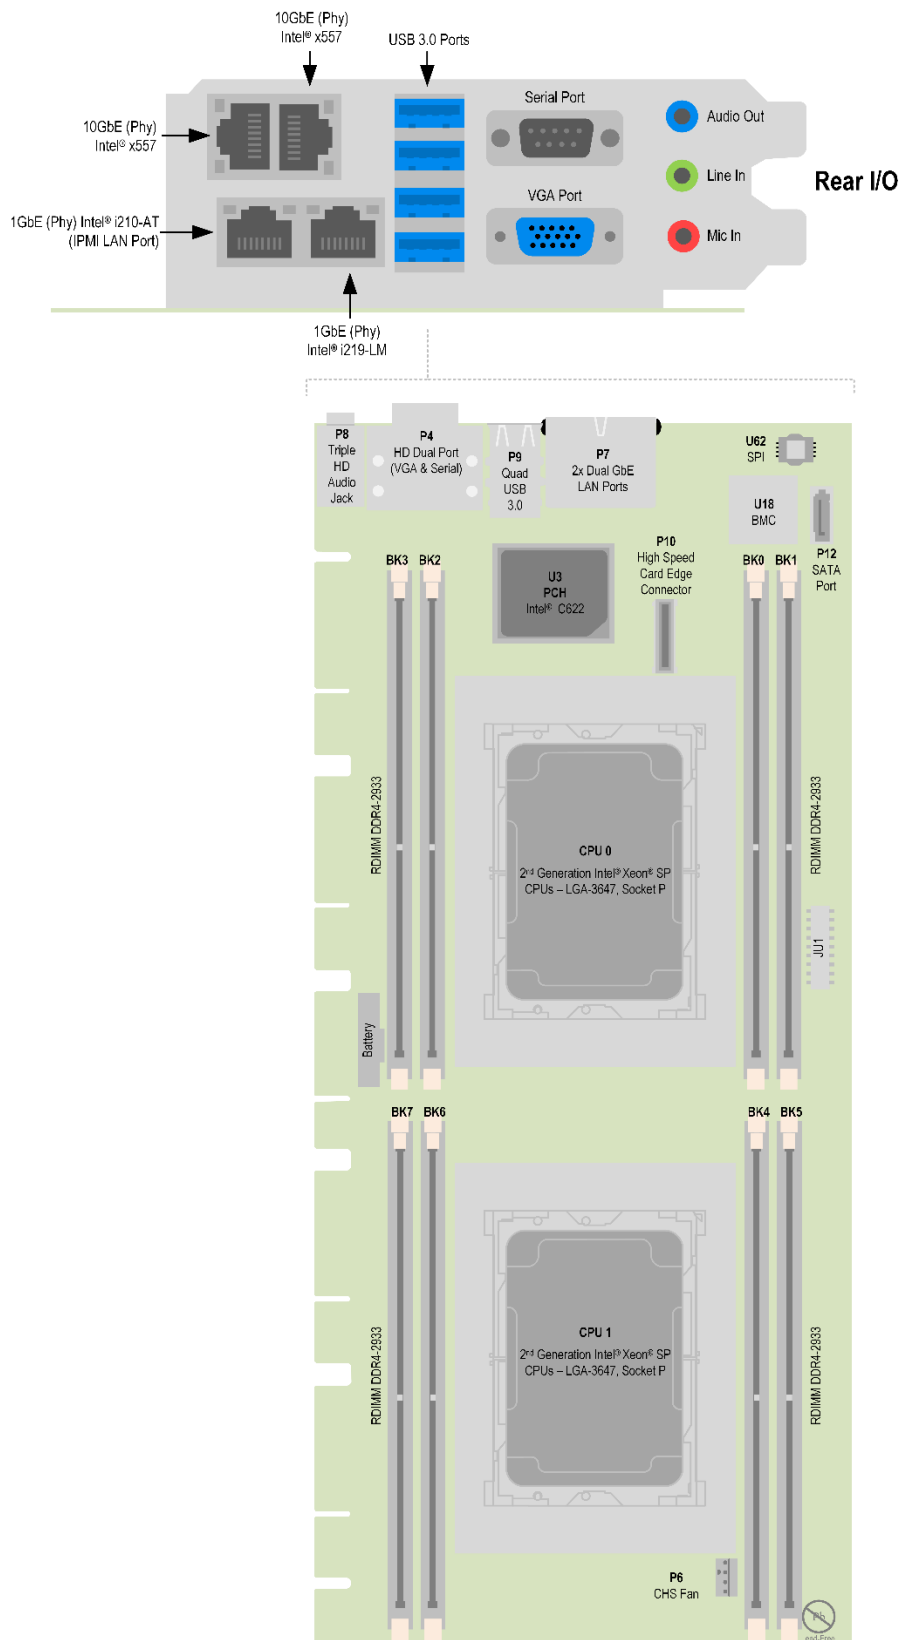 10GbE (Phy)
Intel® x557
USB 3.0 Ports
10GbE (Phy)
Intel® x557
Serial Port
Audio Out
Line In
Rear I/O
VGA Port
1GbE (Phy) Intel® i210-AT
(IPMI LAN Port)
Mic In
1GbE (Phy)
Intel® i219-LM
P8
Triple
HD
Audio
Jack
P4
HD Dual Port
(VGA & Serial)
P9
Quad
USB
3.0
P7
2x Dual GbE
LAN Ports
U62
SPI
U18
BMC
P12
SATA
Port
P10
High Speed
Card Edge
Connector
U3
PCH
Intel® C622
BK3
BK2
BK0
BK1
RDIMM DDR4-2933
RDIMM DDR4-2933
CPU 0
2nd Generation Intel® Xeon® SP
CPUs – LGA-3647, Socket P
JU1
Battery
BK7
BK6
BK4
BK5
RDIMM DDR4-2933
RDIMM DDR4-2933
CPU 1
2nd Generation Intel® Xeon® SP
CPUs – LGA-3647, Socket P
P6
CHS Fan
Pb